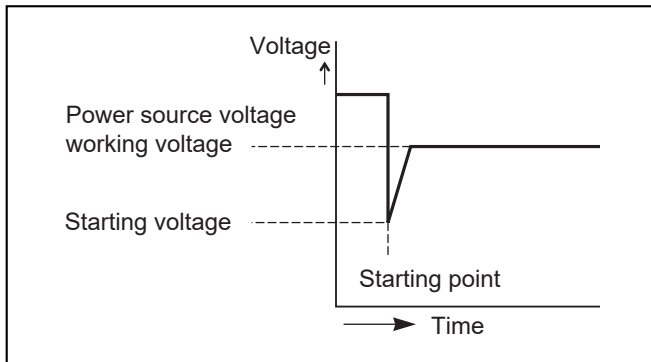 Voltage
Power source voltage
working voltage
Starting voltage
Starting point
Time